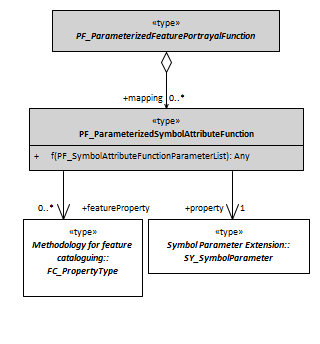 «type»
PF_ParameterizedFeaturePortrayalFunction
+mapping 0..*
«type»
PF_ParameterizedSymbolAttributeFunction
+ f(PF_SymbolAttributeFunctionParameterList): Any
0..* +featureProperty
+property 1
«type»
Methodology for feature
cataloguing::
FC_PropertyType
«type»
Symbol Parameter Extension::
SY_SymbolParameter